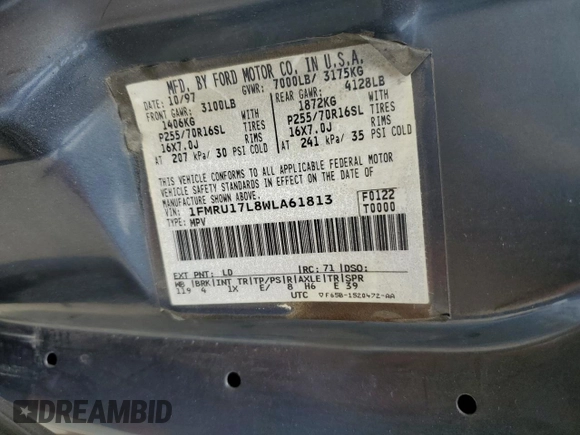 MFD. BY FORD MOTOR CO. IN U.S.A.
DATE: 10/97 GVWR: 7000LB/ 3175KG
FRONT GAWR: 3100LB REAR GAWR: 4128LB
1406KG WITH 1872KG WITH
P255/70R16SL TIRES P255/70R16SL TIRES
16X7.0J RIMS 16X7.0J RIMS
AT 207 kPa/ 30 PSI COLD AT 241 kPa/ 35 PSI COLD
THIS VEHICLE CONFORMS TO ALL APPLICABLE FEDERAL MOTOR
VEHICLE SAFETY STANDARDS IN EFFECT ON THE DATE OF
MANUFACTURE SHOWN ABOVE.
VIN: 1FMRU17L8WLA61813 F0122
TYPE: MPV T0000
EXT PNT: LD RC: 71 DSO:
WB BRK INT TR TP/PS R AXLE TR SPR
119 4 1X E/ 8 H6 E 39
UTC F65B-1520472-AA
DREAMBID